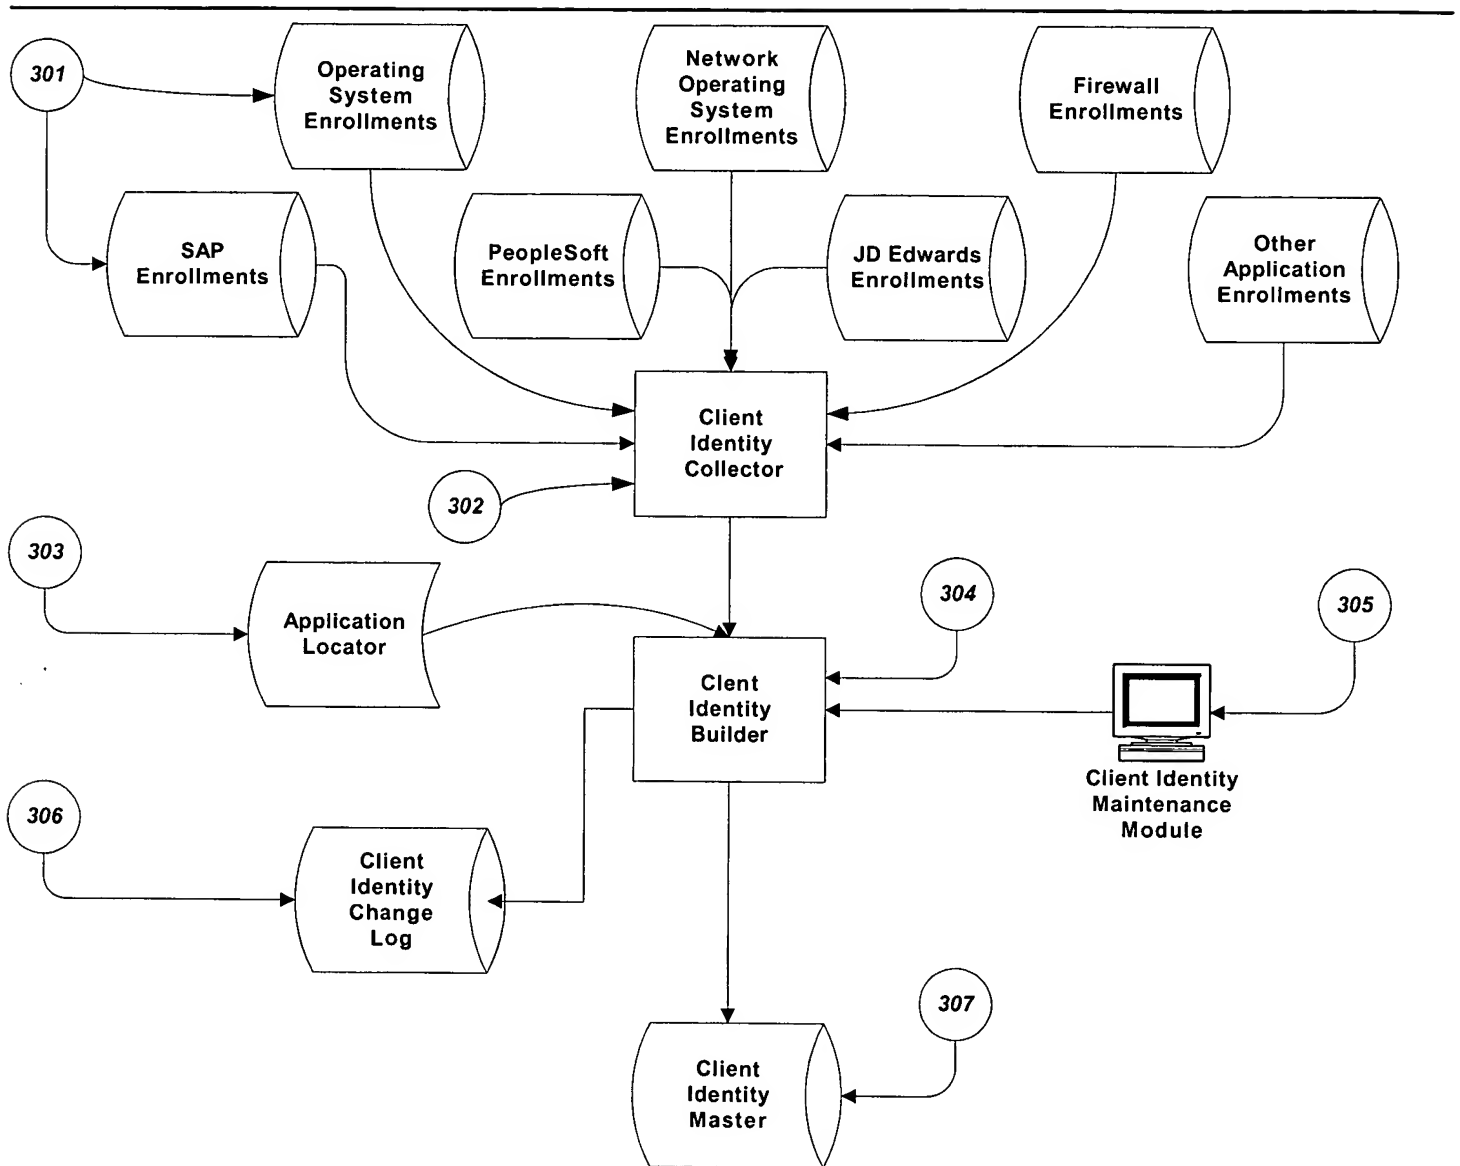 301
Operating
System
Enrollments
Network
Operating
System
Enrollments
Firewall
Enrollments
SAP
Enrollments
PeopleSoft
Enrollments
JD Edwards
Enrollments
Other
Application
Enrollments
Client
Identity
Collector
302
303
Application
Locator
304
305
Clent
Identity
Builder
Client Identity
Maintenance
Module
306
Client
Identity
Change
Log
307
Client
Identity
Master